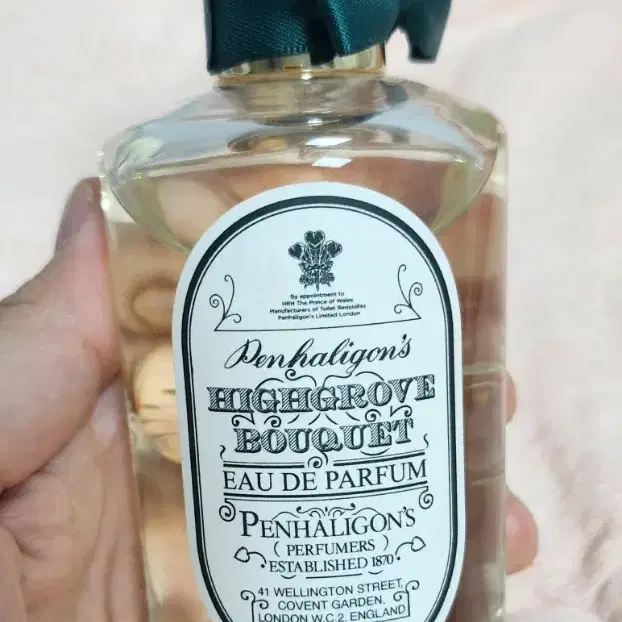 By appointment to
HRH The Prince of Wales
Manufacturers of Toilet Requisites
Penhaligon's Limited London
Penhaligon's
HIGHGROVE
BOUQUET
EAU DE PARFUM
PENHALIGON'S
( PERFUMERS )
ESTABLISHED 1870
41 WELLINGTON STREET,
COVENT GARDEN,
LONDON W.C.2. ENGLAND